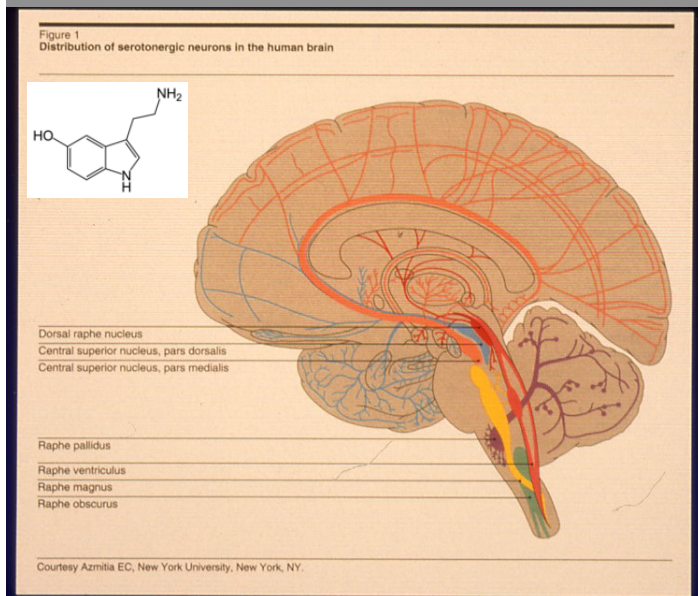 Figure 1
Distribution of serotonergic neurons in the human brain
NH₂
HO
N
H
Dorsal raphe nucleus
Central superior nucleus, pars dorsalis
Central superior nucleus, pars medialis
Raphe pallidus
Raphe ventriculus
Raphe magnus
Raphe obscurus
Courtesy Azmitia EC, New York University, New York, NY.